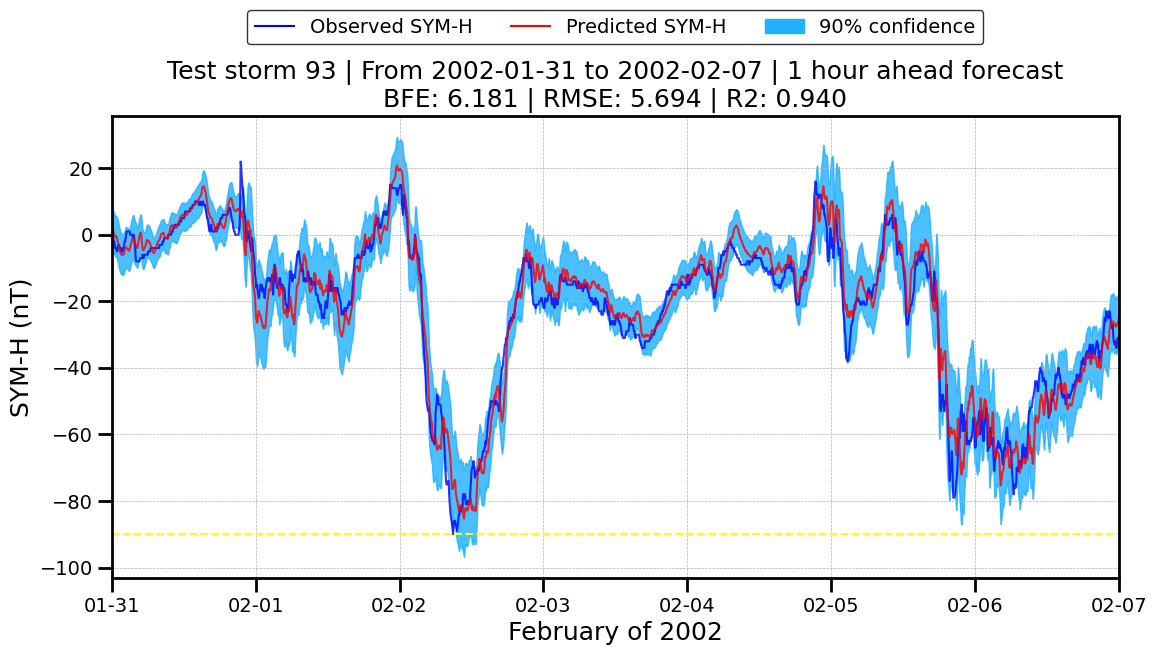 Observed SYM-H Predicted SYM-H 90% confidence
Test storm 93 | From 2002-01-31 to 2002-02-07 | 1 hour ahead forecast
BFE: 6.181 | RMSE: 5.694 | R2: 0.940
SYM-H (nT)
20
0
−20
−40
−60
−80
−100
01-31 02-01 02-02 02-03 02-04 02-05 02-06 02-07
February of 2002